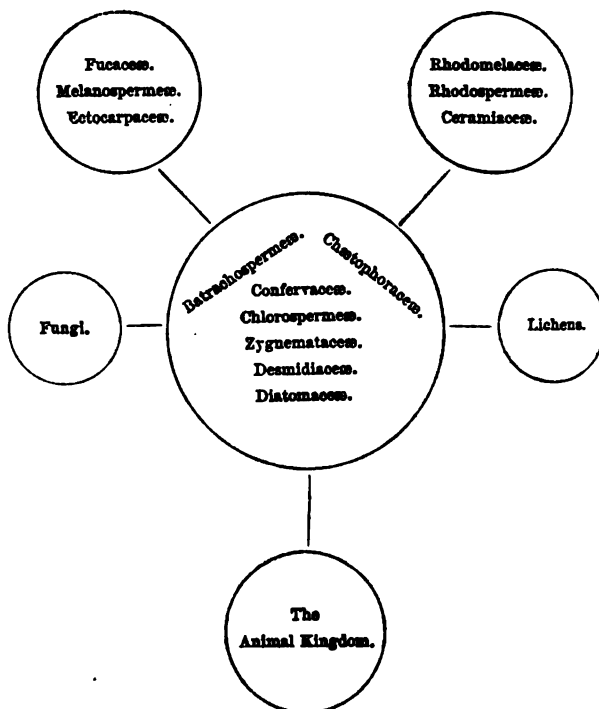 Fucaceæ.
Melanospermeæ.
Ectocarpaceæ.
Rhodomelaceæ.
Rhodospermeæ.
Ceramiaceæ.
Batrachospermeæ.
Chætophoraceæ.
Confervaceæ.
Chlorospermeæ.
Zygnemataceæ.
Desmidiaceæ.
Diatomaceæ.
Fungi.
Lichens.
The
Animal Kingdom.